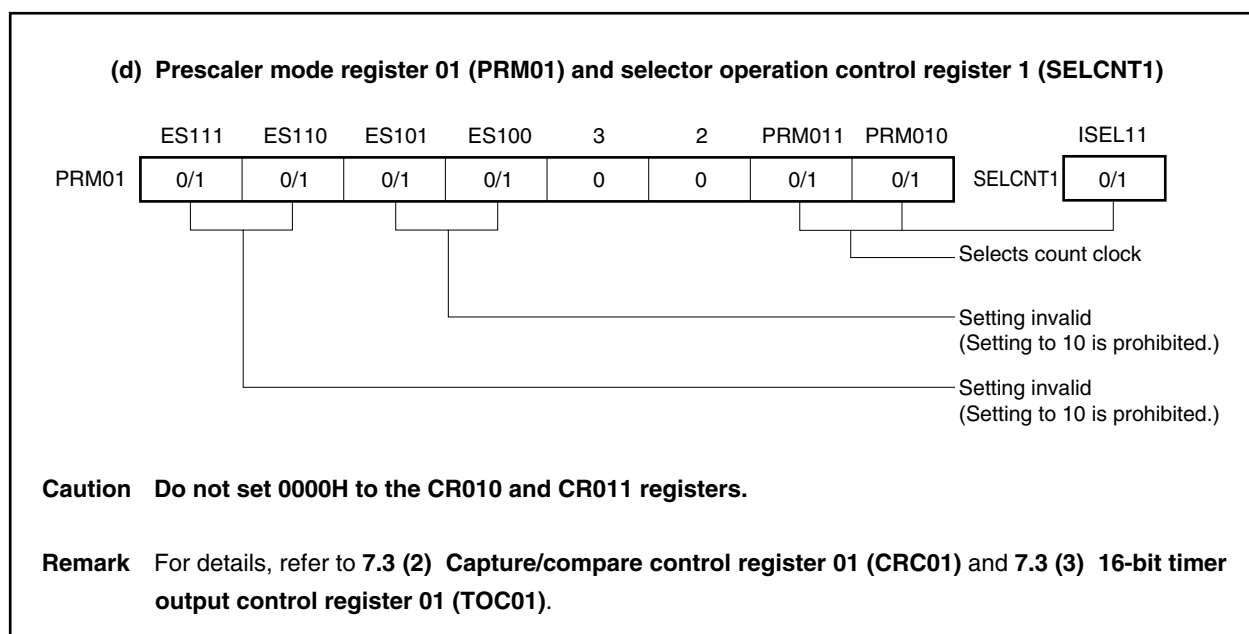 (d) Prescaler mode register 01 (PRM01) and selector operation control register 1 (SELCNT1)
ES111 ES110 ES101 ES100 3 2 PRM011 PRM010 ISEL11
PRM01 0/1 0/1 0/1 0/1 0 0 0/1 0/1 SELCNT1 0/1
Selects count clock
Setting invalid
(Setting to 10 is prohibited.)
Setting invalid
(Setting to 10 is prohibited.)
Caution Do not set 0000H to the CR010 and CR011 registers.
Remark For details, refer to 7.3 (2) Capture/compare control register 01 (CRC01) and 7.3 (3) 16-bit timer
output control register 01 (TOC01).